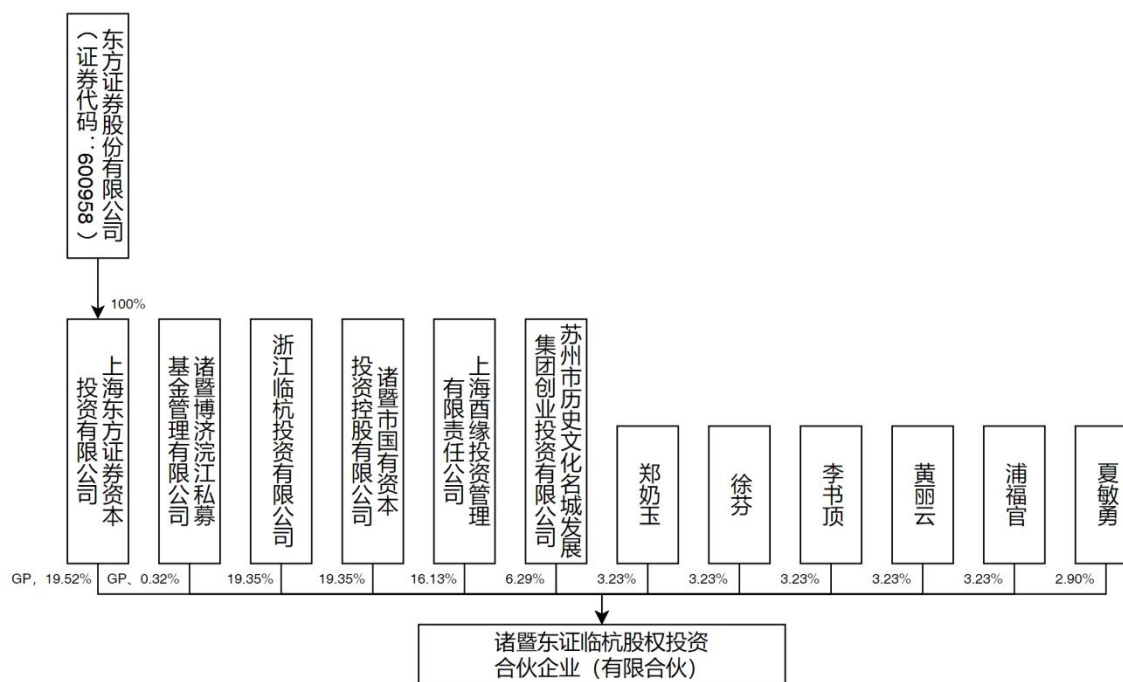 东方证券股份有限公司
（证券代码：600958）
100%
上海东方证券资本
投资有限公司
诸暨博济浣江私募
基金管理有限公司
浙江临杭投资有限公司
诸暨市国有资本
投资控股有限公司
上海酉缘投资管理
有限责任公司
苏州市历史文化名城发展
集团创业投资有限公司
郑奶玉
徐芬
李书顶
黄丽云
浦福官
夏敏勇
GP，19.52%
GP、0.32%
19.35%
19.35%
16.13%
6.29%
3.23%
3.23%
3.23%
3.23%
3.23%
2.90%
诸暨东证临杭股权投资
合伙企业（有限合伙）